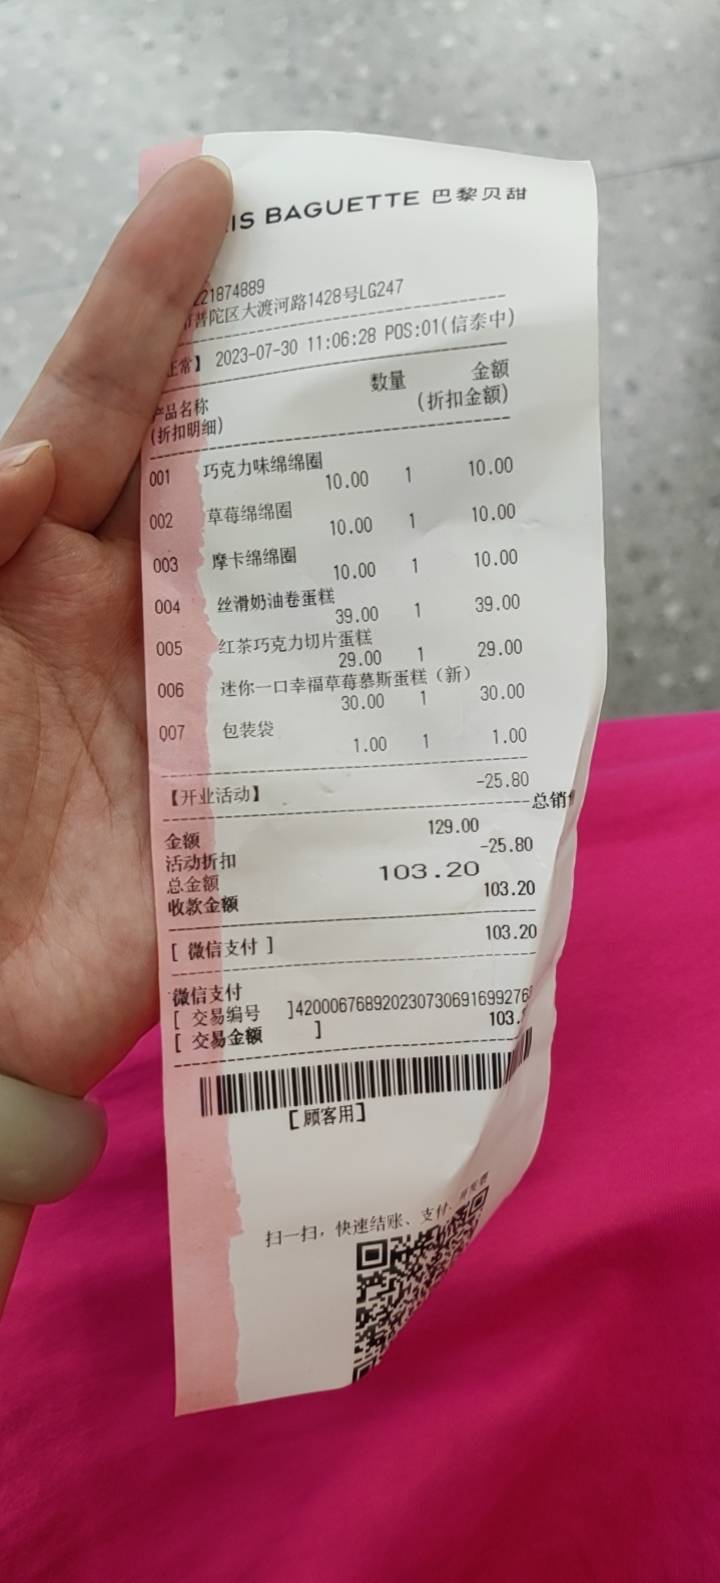 IS BAGUETTE 巴黎贝甜
21874889
普陀区大渡河路1428号LG247
正常】 2023-07-30 11:06:28 POS:01(信泰中)
产品名称 数量 金额
(折扣明细) (折扣金额)
001 巧克力味绵绵圈
10.00 1 10.00
002 草莓绵绵圈
10.00 1 10.00
003 摩卡绵绵圈
10.00 1 10.00
004 丝滑奶油卷蛋糕
39.00 1 39.00
005 红茶巧克力切片蛋糕
29.00 1 29.00
006 迷你一口幸福草莓慕斯蛋糕（新）
30.00 1 30.00
007 包装袋
1.00 1 1.00
【开业活动】 -25.80
总销
金额 129.00
活动折扣 -25.80
总金额 103.20
收款金额 103.20
[ 微信支付 ] 103.20
微信支付
[ 交易编号 ]4200067689202307306916992768
[ 交易金额 ] 103.
[顾客用]
扫一扫，快速结账、支付、